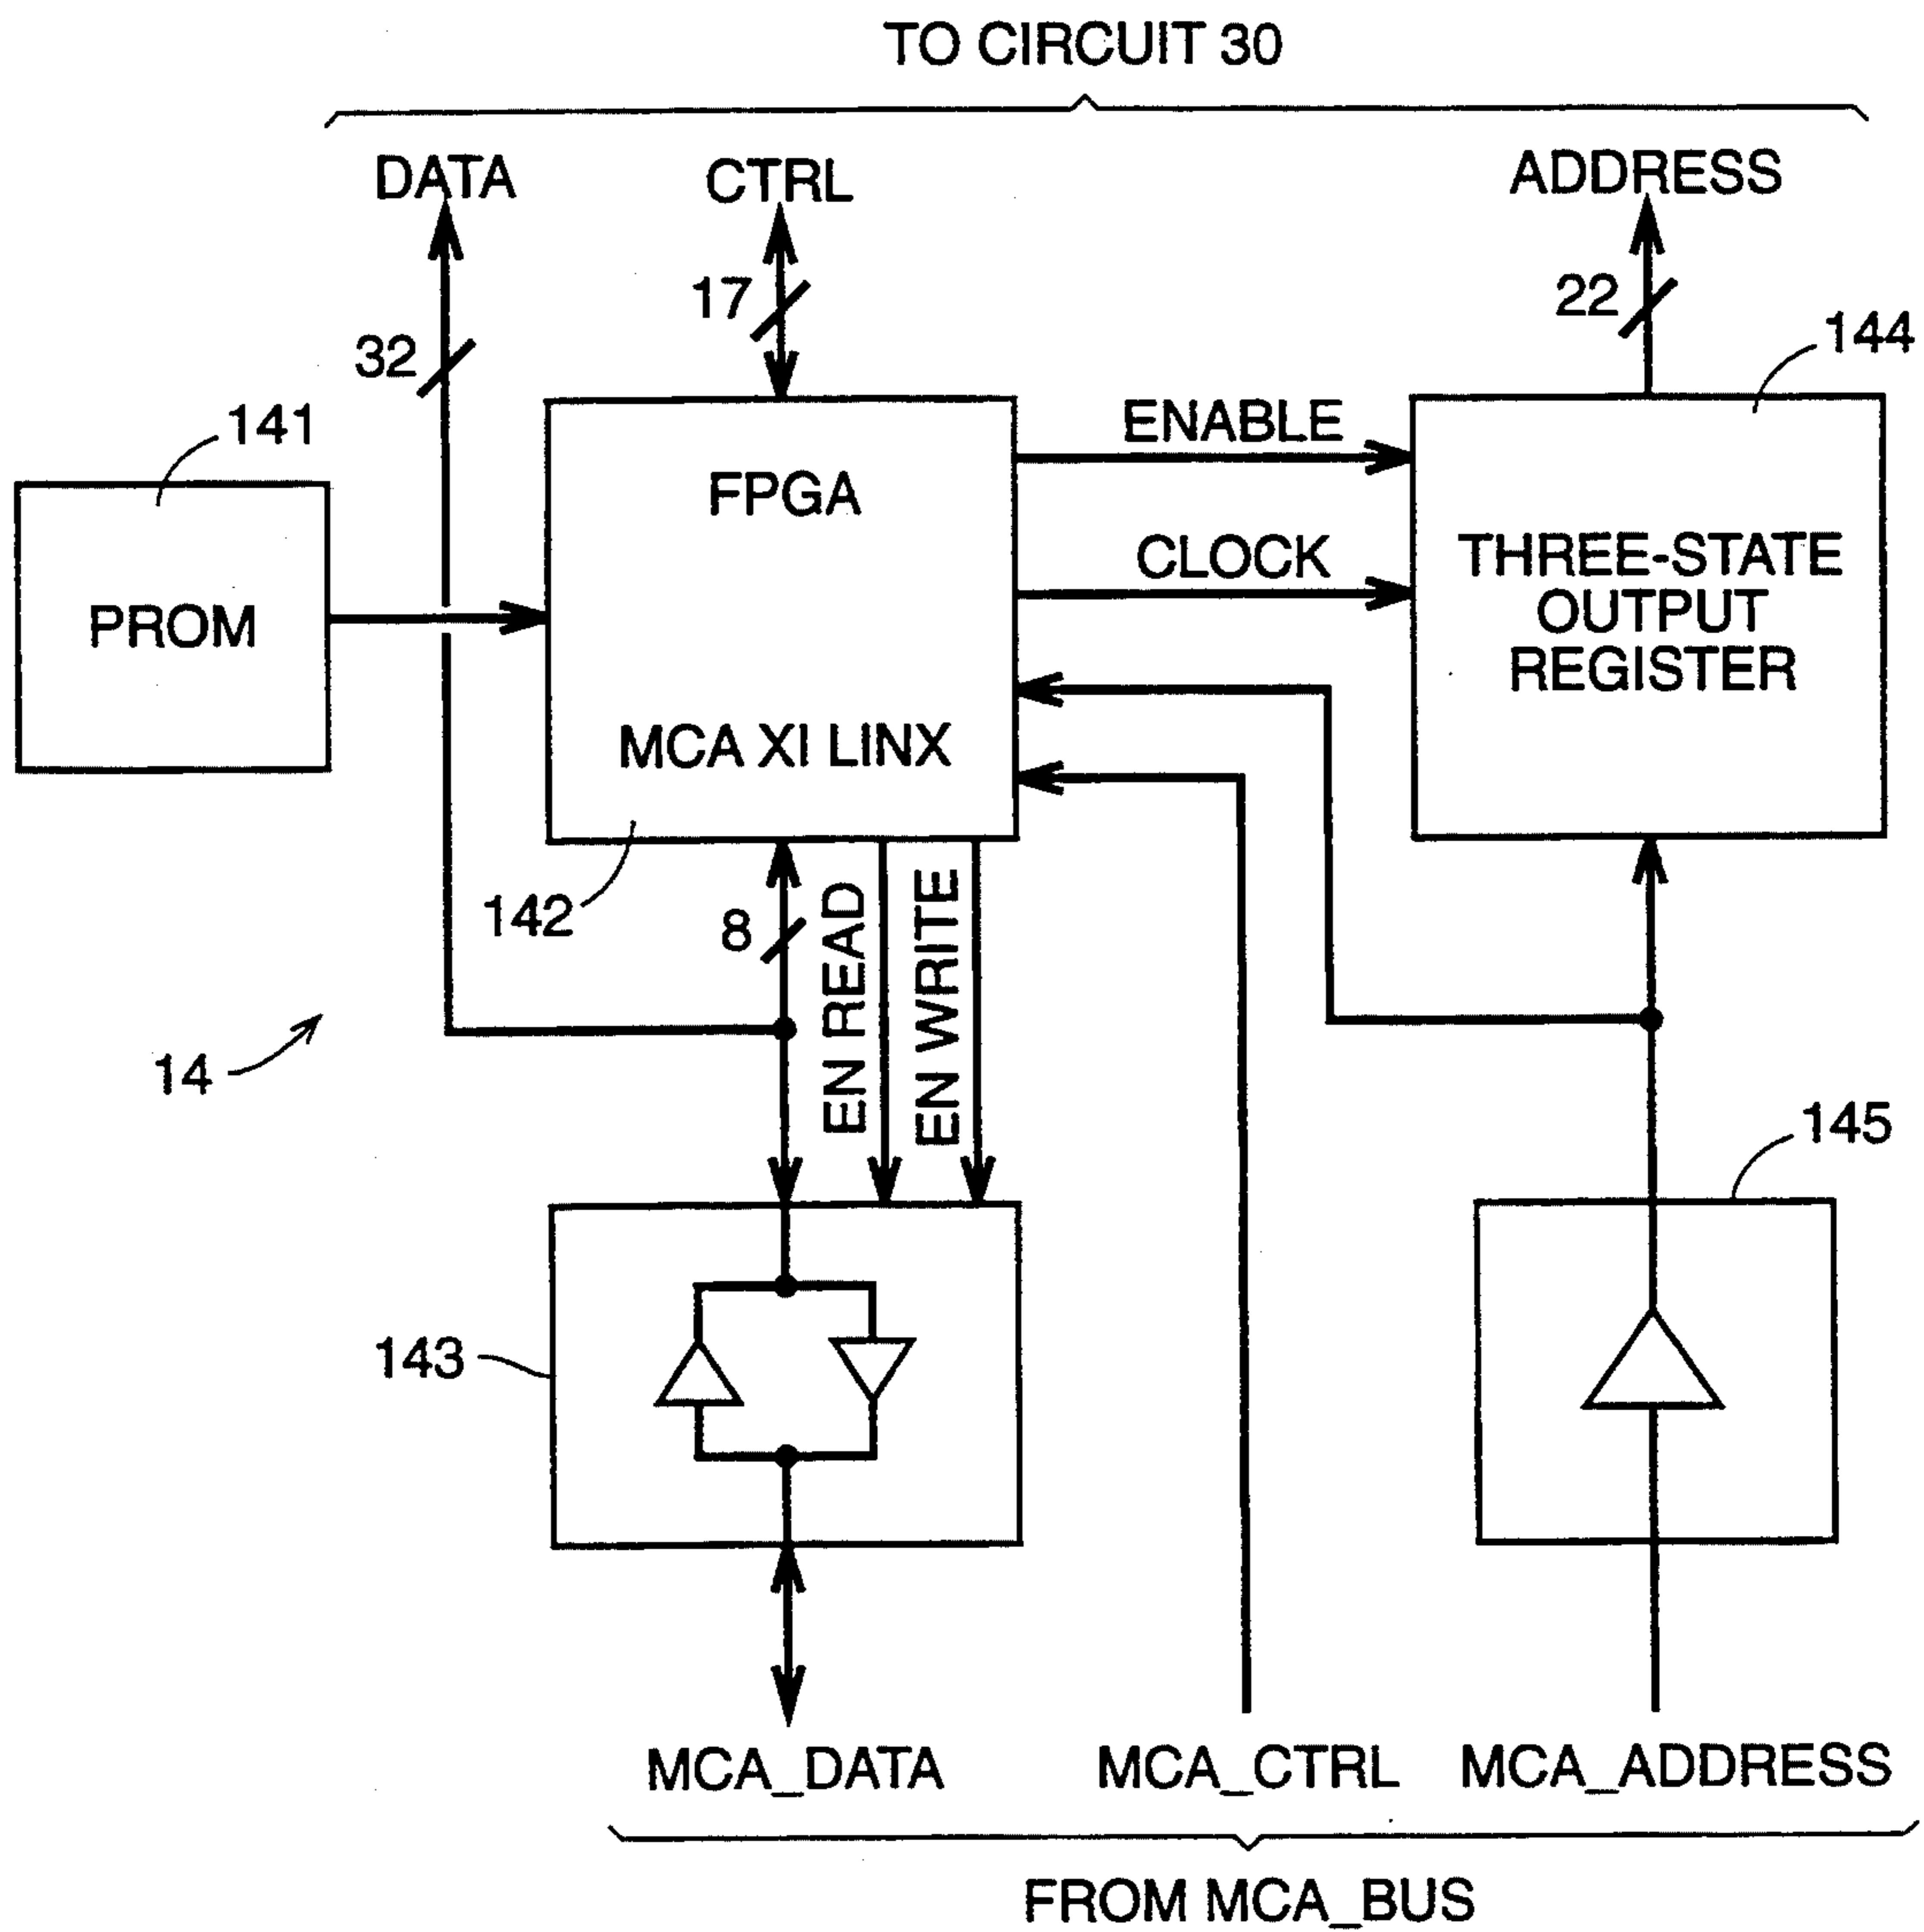 TO CIRCUIT 30
DATA
CTRL
ADDRESS
17
22
32
144
141
ENABLE
FPGA
CLOCK
THREE-STATE
OUTPUT
REGISTER
PROM
MCA XI LINX
142
8
EN READ
EN WRITE
14
145
143
MCA_DATA
MCA_CTRL
MCA_ADDRESS
FROM MCA_BUS